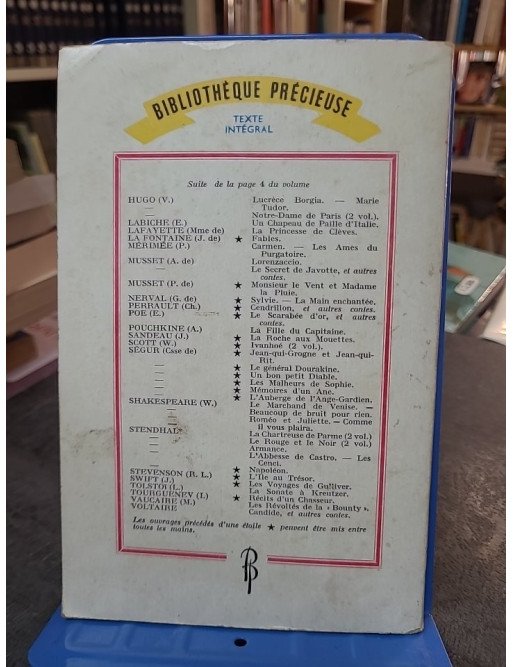 BIBLIOTHÈQUE PRÉCIEUSE
TEXTE
INTÉGRAL
Suite de la page 4 du volume
HUGO (V.) Lucrèce Borgia. — Marie
Tudor.
— Notre-Dame de Paris (2 vol.).
LABICHE (E.) Un Chapeau de Paille d'Italie.
LAFAYETTE (Mme de) La Princesse de Clèves.
LA FONTAINE (J. de) ★ Fables.
MÉRIMÉE (P.) Carmen. — Les Ames du
Purgatoire.
MUSSET (A. de) Lorenzaccio.
— Le Secret de Javotte, et autres
contes.
MUSSET (P. de) ★ Monsieur le Vent et Madame
la Pluie.
NERVAL (G. de) ★ Sylvie. — La Main enchantée.
PERRAULT (Ch.) ★ Cendrillon, et autres contes.
POE (E.) ★ Le Scarabée d'or, et autres
contes.
POUCHKINE (A.) La Fille du Capitaine.
SANDEAU (J.) ★ La Roche aux Mouettes.
SCOTT (W.) ★ Ivanhoé (2 vol.).
SÉGUR (Csse de) ★ Jean-qui-Grogne et Jean-qui-
Rit.
— ★ Le général Dourakine.
— ★ Un bon petit Diable.
— ★ Les Malheurs de Sophie.
— ★ Mémoires d'un Ane.
— ★ L'Auberge de l'Ange-Gardien.
SHAKESPEARE (W.) Le Marchand de Venise. —
— Beaucoup de bruit pour rien.
— Roméo et Juliette. — Comme
il vous plaira.
STENDHAL La Chartreuse de Parme (2 vol.)
— Le Rouge et le Noir (2 vol.)
— Armance.
— L'Abbesse de Castro. — Les
Cenci.
— ★ Napoléon.
STEVENSON (R. L.) ★ L'Ile au Trésor.
SWIFT (J.) ★ Les Voyages de Gulliver.
TOLSTOI (L.) La Sonate à Kreutzer.
TOURGUÉNEV (I.) ★ Récits d'un Chasseur.
VAUCAIRE (M.) Les Révoltés de la « Bounty ».
VOLTAIRE Candide, et autres contes.
Les ouvrages précédés d'une étoile ★ peuvent être mis entre
toutes les mains.